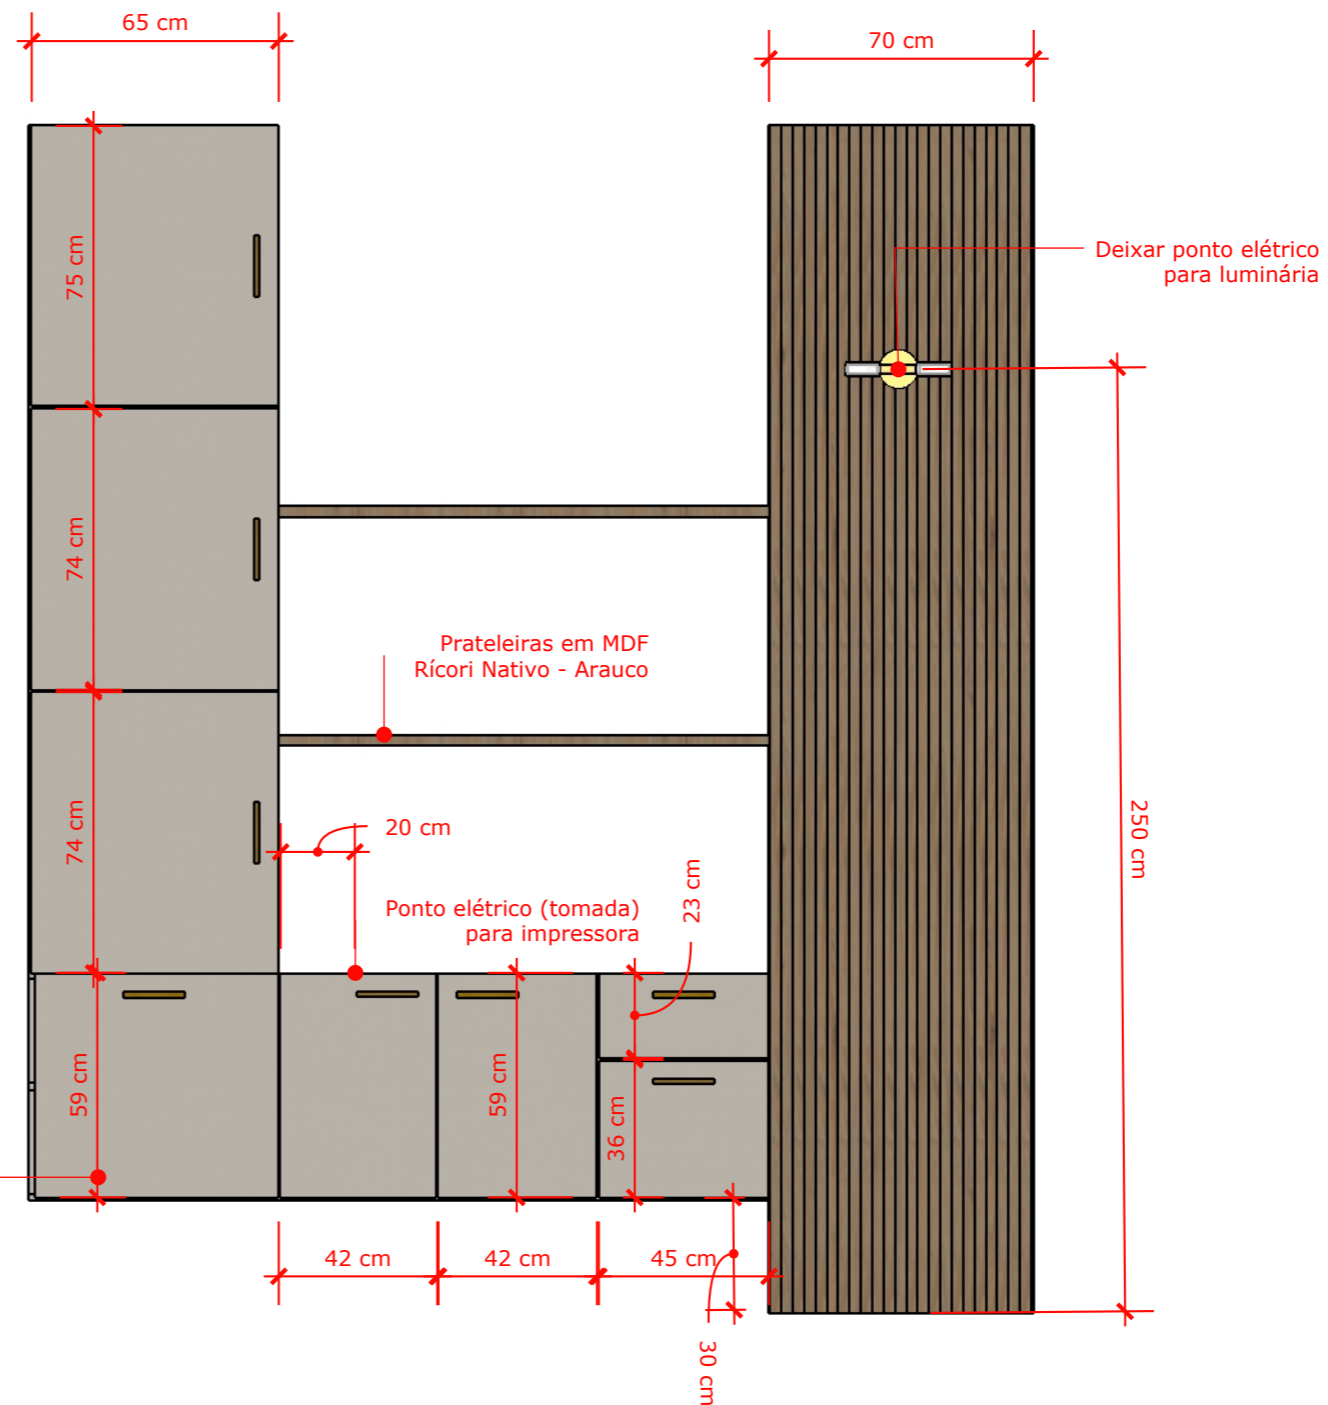 65 cm
70 cm
75 cm
Deixar ponto elétrico
para luminária
74 cm
Prateleiras em MDF
Rícori Nativo - Arauco
74 cm
20 cm
250 cm
23 cm
Ponto elétrico (tomada)
para impressora
59 cm
59 cm
36 cm
42 cm
42 cm
45 cm
30 cm